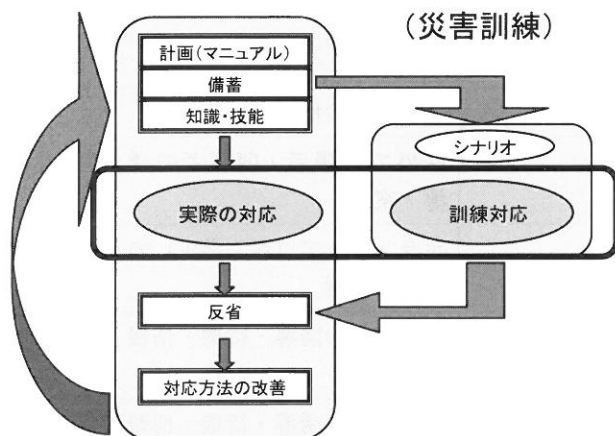 (災害訓練)
計画(マニュアル)
備蓄
知識・技能
シナリオ
実際の対応
訓練対応
反省
対応方法の改善